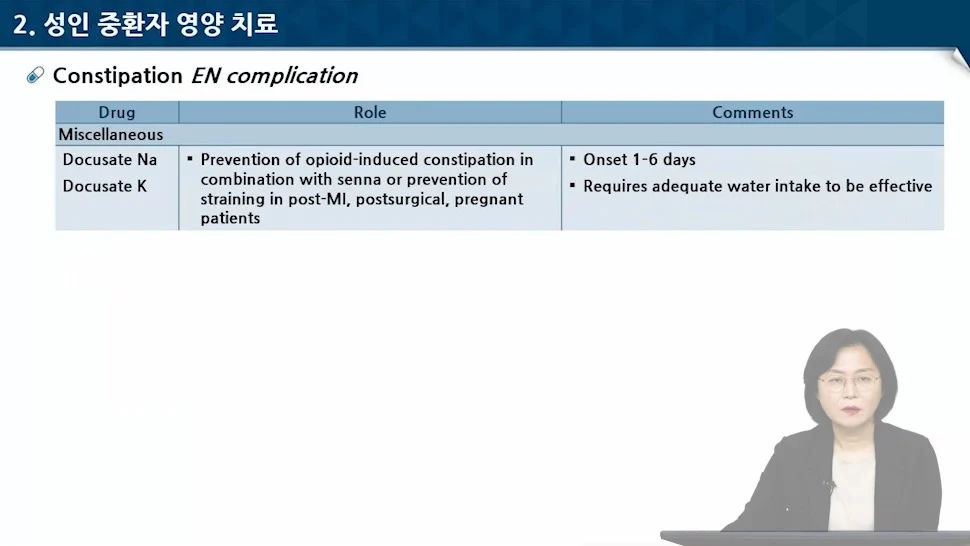 2. 성인 중환자 영양 치료
Constipation EN complication
Drug Role Comments
Miscellaneous
Docusate Na
Docusate K
▪ Prevention of opioid-induced constipation in
combination with senna or prevention of
straining in post-MI, postsurgical, pregnant
patients
▪ Onset 1-6 days
▪ Requires adequate water intake to be effective